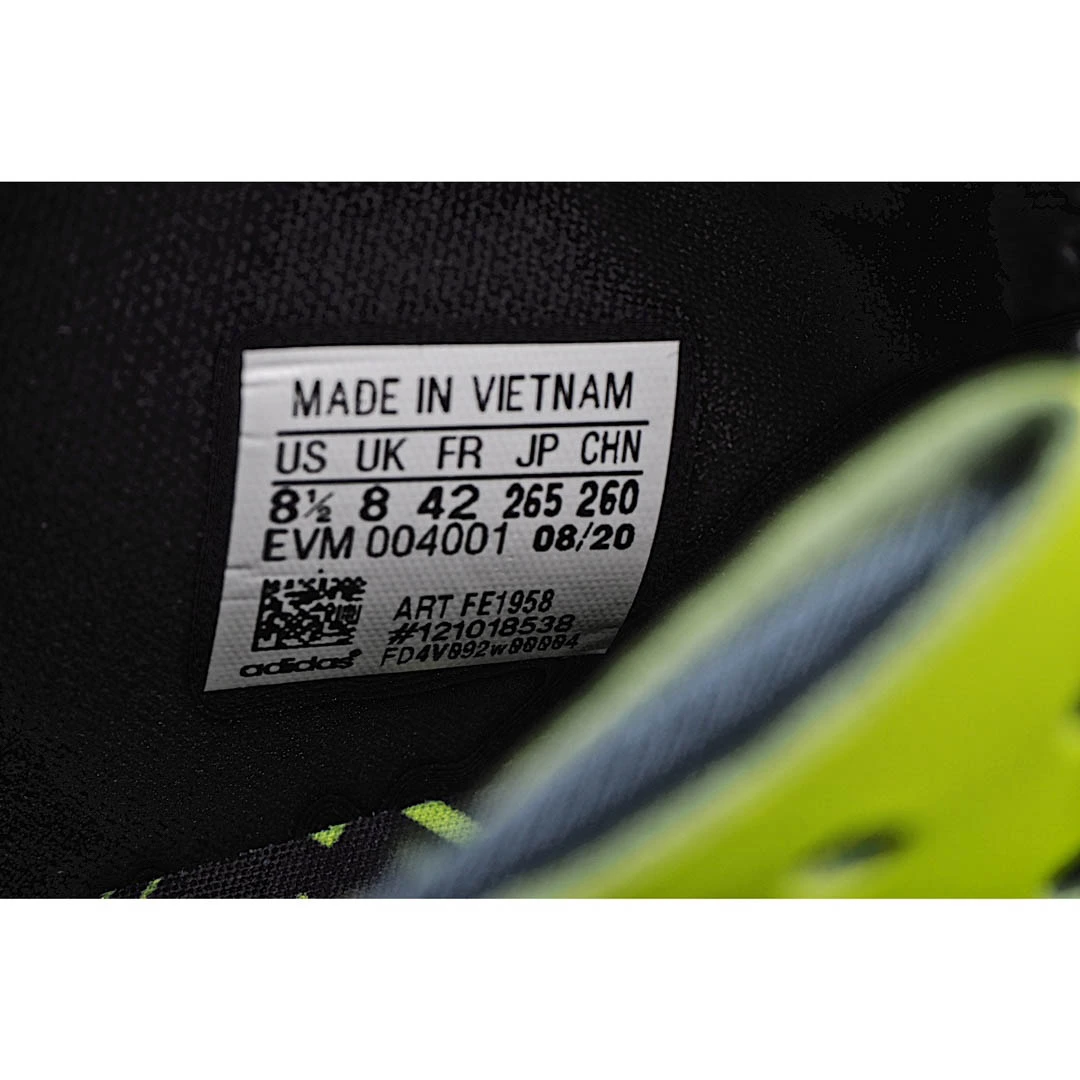 MADE IN VIETNAM
US UK FR JP CHN
8½ 8 42 265 260
EVM 004001 08/20
ART FE1958
#121018538
FD4V892w00004
adidas®